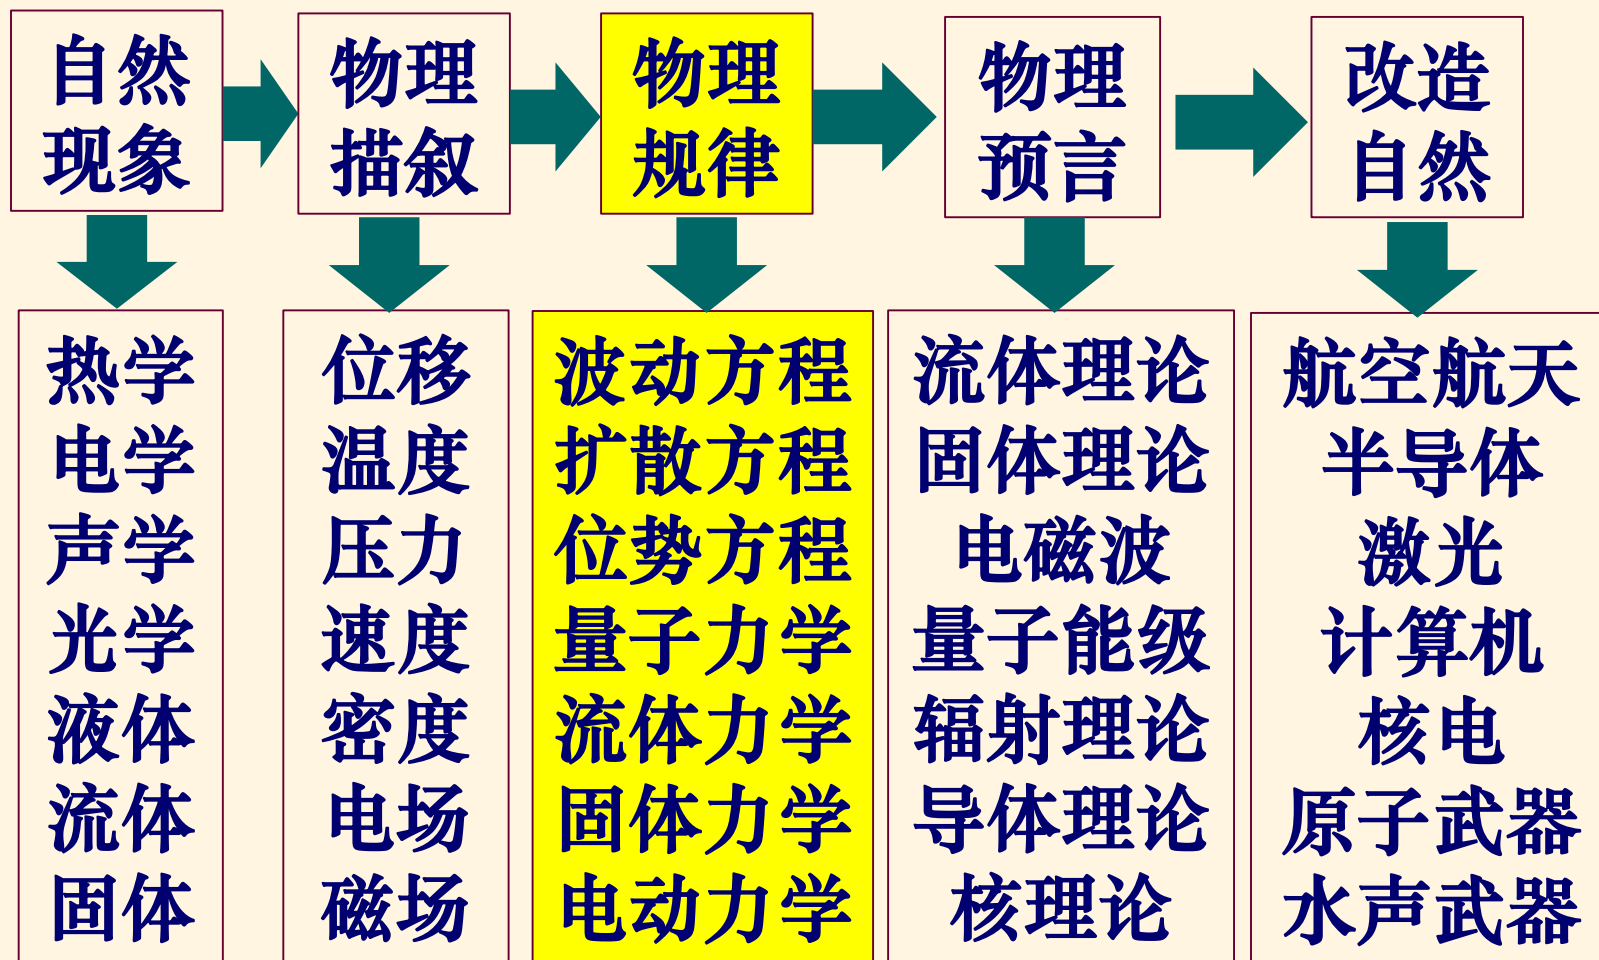 自然
现象
物理
描叙
物理
规律
物理
预言
改造
自然
热学
电学
声学
光学
液体
流体
固体
位移
温度
压力
速度
密度
电场
磁场
波动方程
扩散方程
位势方程
量子力学
流体力学
固体力学
电动力学
流体理论
固体理论
电磁波
量子能级
辐射理论
导体理论
核理论
航空航天
半导体
激光
计算机
核电
原子武器
水声武器